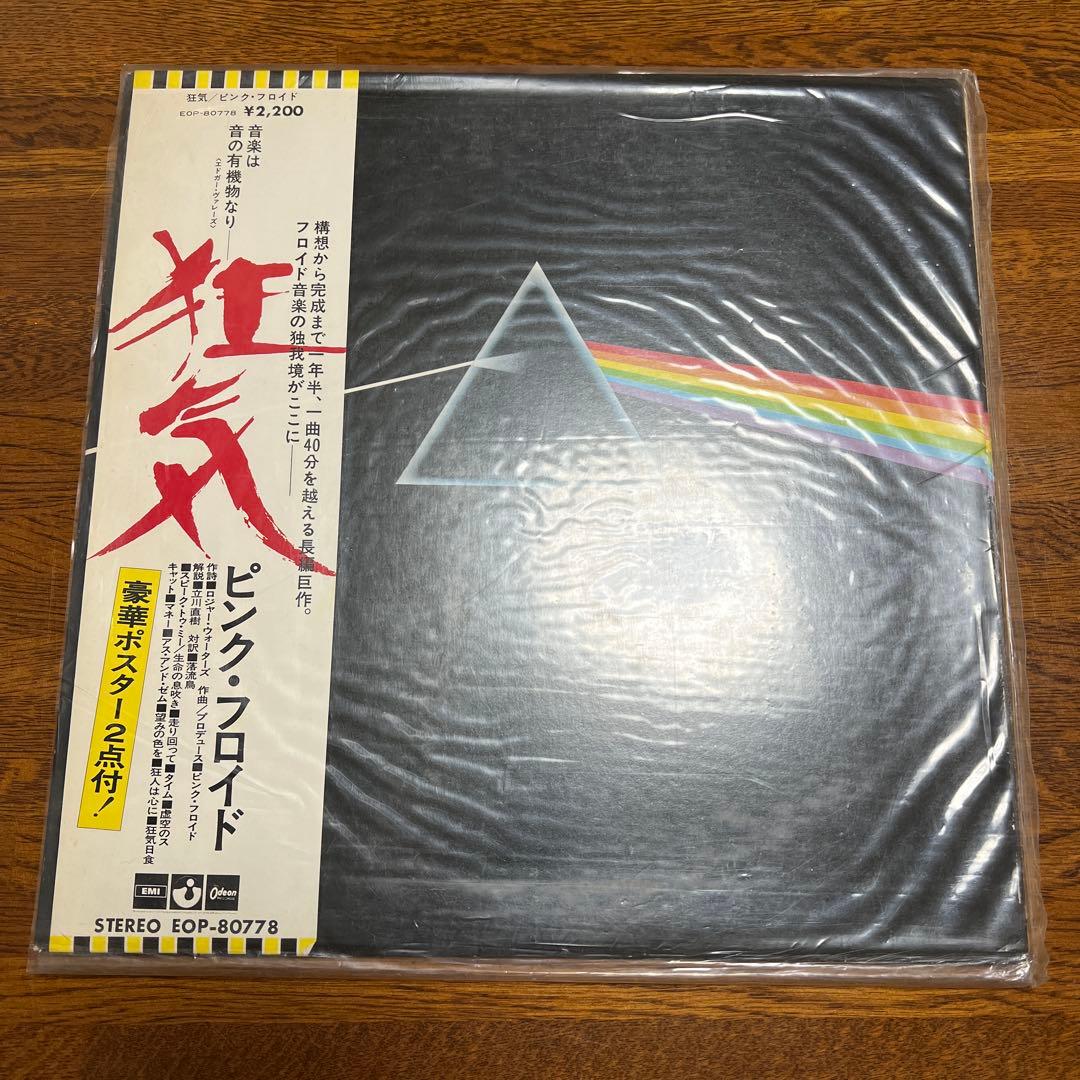 狂気/ピンク・フロイド
EOP-80778 ¥2,200
音楽は
音の有機物なり——
〈エドガー・ヴァレーズ〉
狂気
構想から完成まで一年半、一曲40分を越える長編巨作。
フロイド音楽の独我境がここに——
ピンク・フロイド
作詩■ロジャー・ウォーターズ 作曲/プロデュース■ピンク・フロイド
解説■立川直樹 対訳■落流鳥
■スピーク・トゥ・ミー/生命の息吹き■走り回って■タイム■虚空のス
キャット■マネー■アス・アンド・ゼム■望みの色を■狂人は心に■狂気日食
豪華ポスター2点付!
EMI
Odeon
STEREO EOP-80778